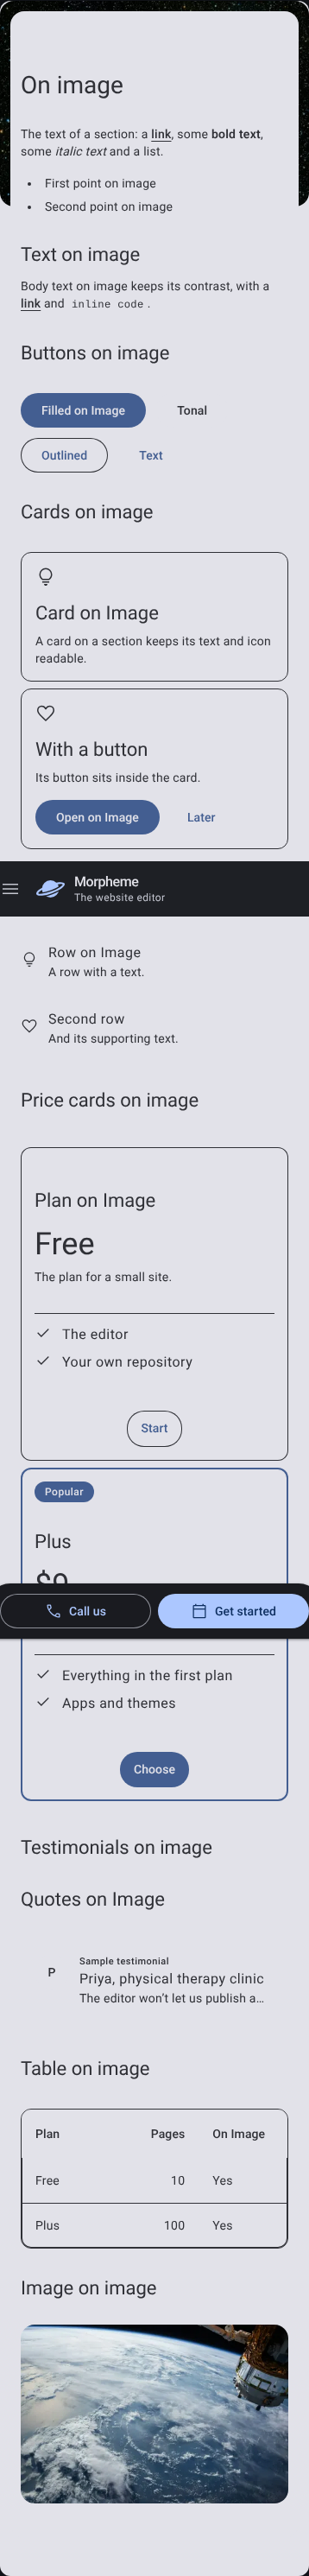 On image
The text of a section: a link, some bold text,
some italic text and a list.
• First point on image
• Second point on image
Text on image
Body text on image keeps its contrast, with a
link and inline code.
Buttons on image
Filled on Image
Tonal
Outlined
Text
Cards on image
Card on Image
A card on a section keeps its text and icon
readable.
With a button
Its button sits inside the card.
Open on Image
Later
Morpheme
The website editor
Row on Image
A row with a text.
Second row
And its supporting text.
Price cards on image
Plan on Image
Free
The plan for a small site.
The editor
Your own repository
Start
Popular
Plus
$9
Call us
Get started
Everything in the first plan
Apps and themes
Choose
Testimonials on image
Quotes on Image
P
Sample testimonial
Priya, physical therapy clinic
The editor won't let us publish a…
Table on image
Plan Pages On Image
Free 10 Yes
Plus 100 Yes
Image on image